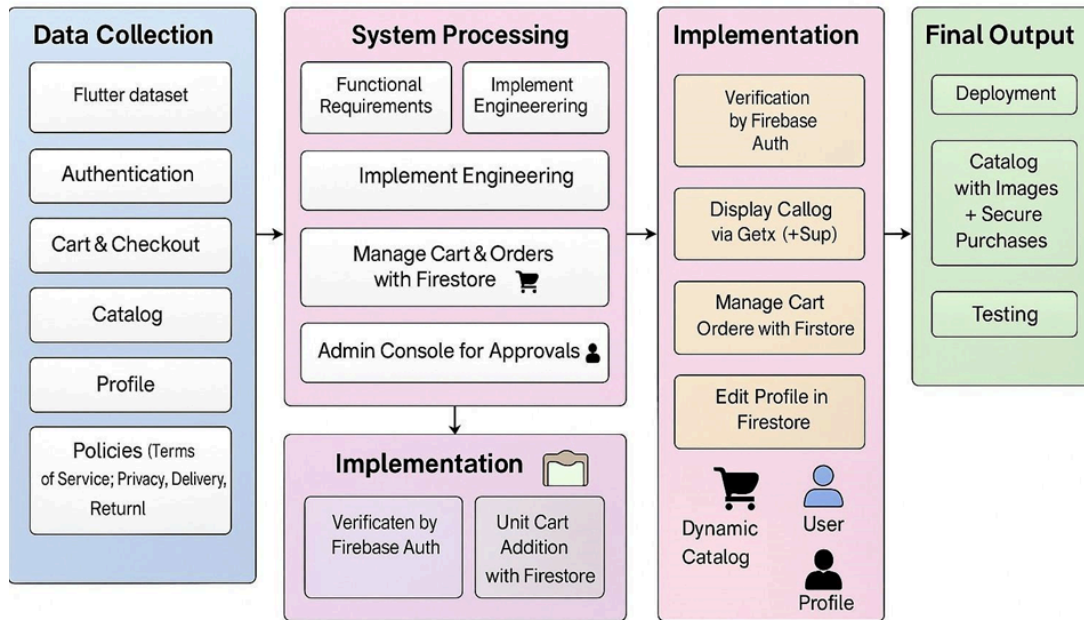 Data Collection
Flutter dataset
Authentication
Cart & Checkout
Catalog
Profile
Policies (Terms
of Service; Privacy, Delivery,
Returnl
System Processing
Functional
Requirements
Implement
Engineerering
Implement Engineering
Manage Cart & Orders
with Firestore
Admin Console for Approvals
Implementation
Verificaten by
Firebase Auth
Unit Cart
Addition
with Firestore
Implementation
Verification
by Firebase
Auth
Display Callog
via Getx (+Sup)
Manage Cart
Ordere with Firstore
Edit Profile in
Firestore
Dynamic
Catalog
User
Profile
Final Output
Deployment
Catalog
with Images
+ Secure
Purchases
Testing